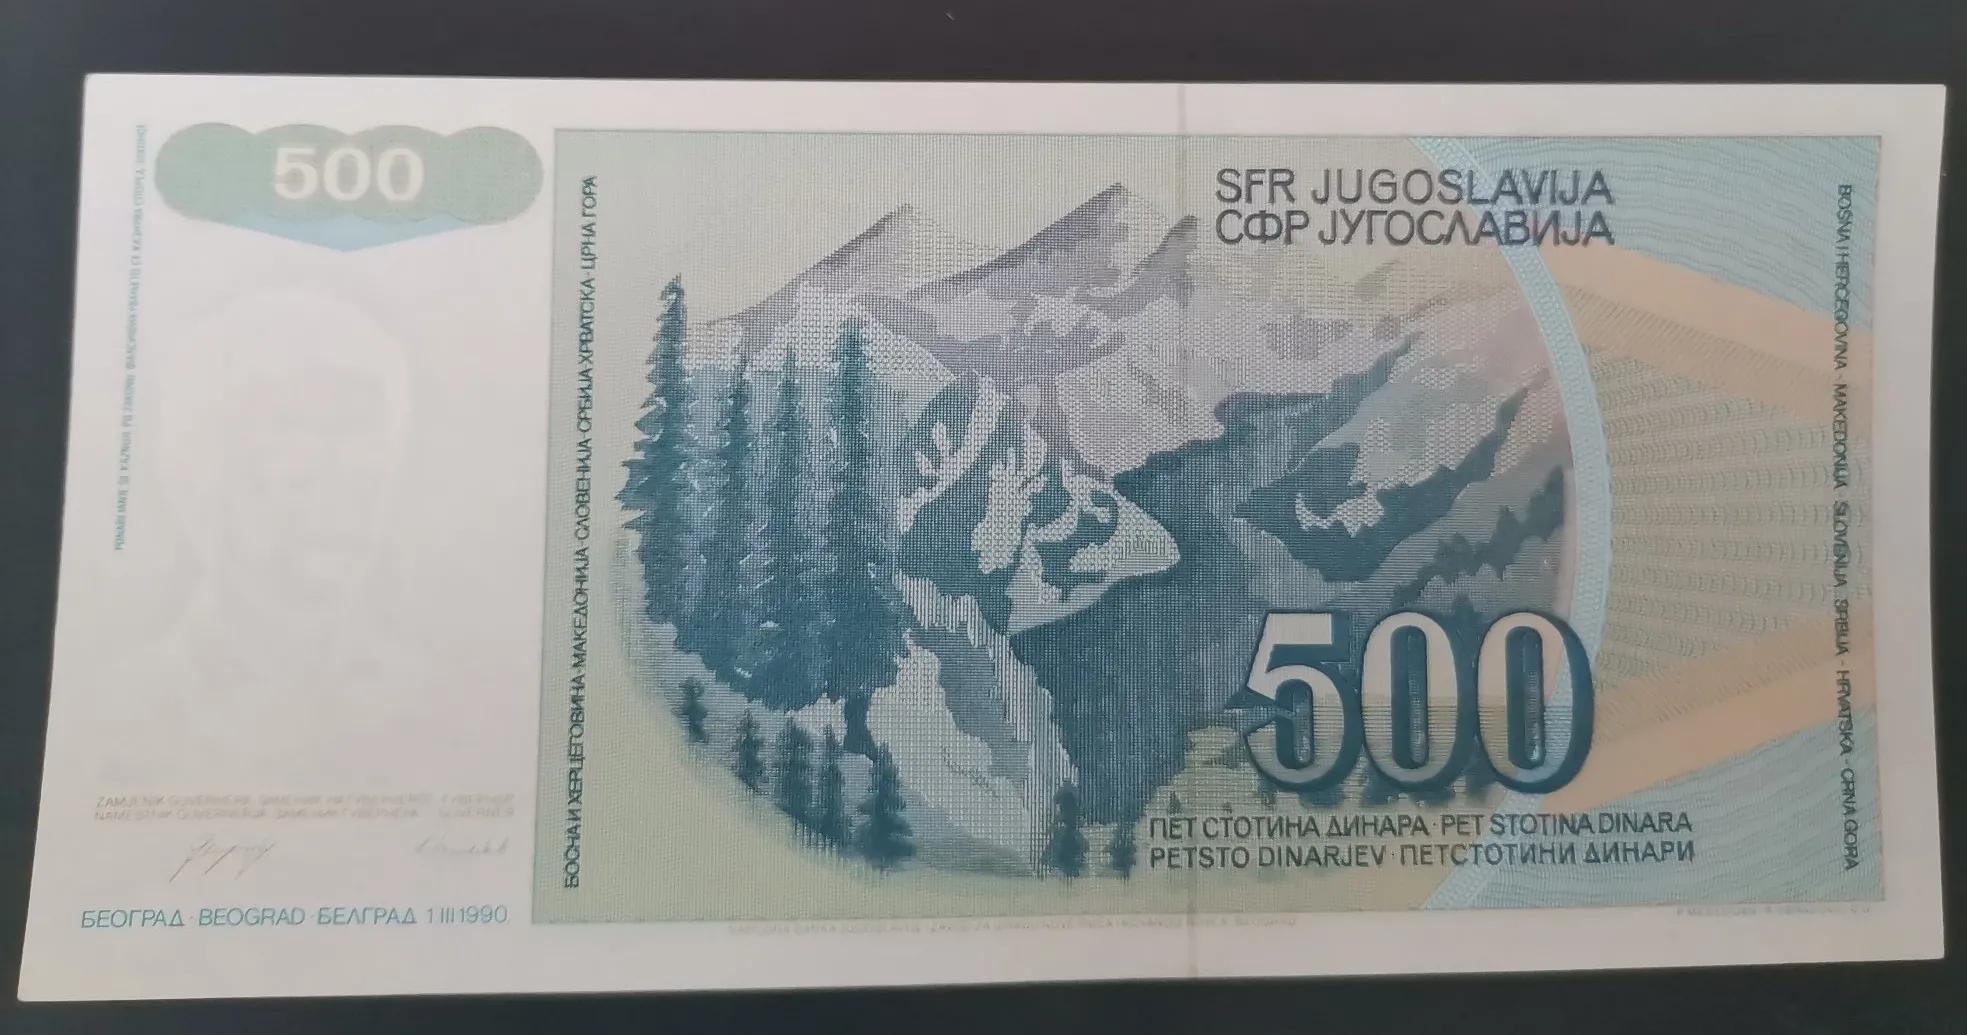 500
SFR JUGOSLAVIJA
СФР ЈУГОСЛАВИЈА
БОСНА И ХЕРЦЕГОВИНА · МАКЕДОНИЈА · СЛОВЕНИЈА · СРБИЈА · ХРВАТСКА · ЦРНА ГОРА
BOSNA I HERCEGOVINA - MAKEDONIJA - SLOVENIJA - SRBIJA - HRVATSKA - CRNA GORA
500
ПЕТ СТОТИНА ДИНАРА · PET STOTINA DINARA
PETSTO DINARJEV · ПЕТСТОТИНИ ДИНАРИ
БЕОГРАД · BEOGRAD · БЕЛГРАД 1 III 1990